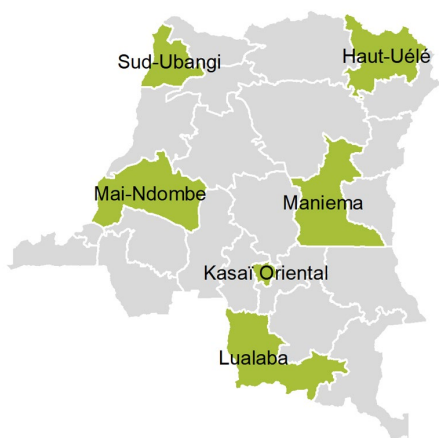 Sud-Ubangi
Haut-Uélé
Mai-Ndombe
Maniema
Kasaï Oriental
Lualaba